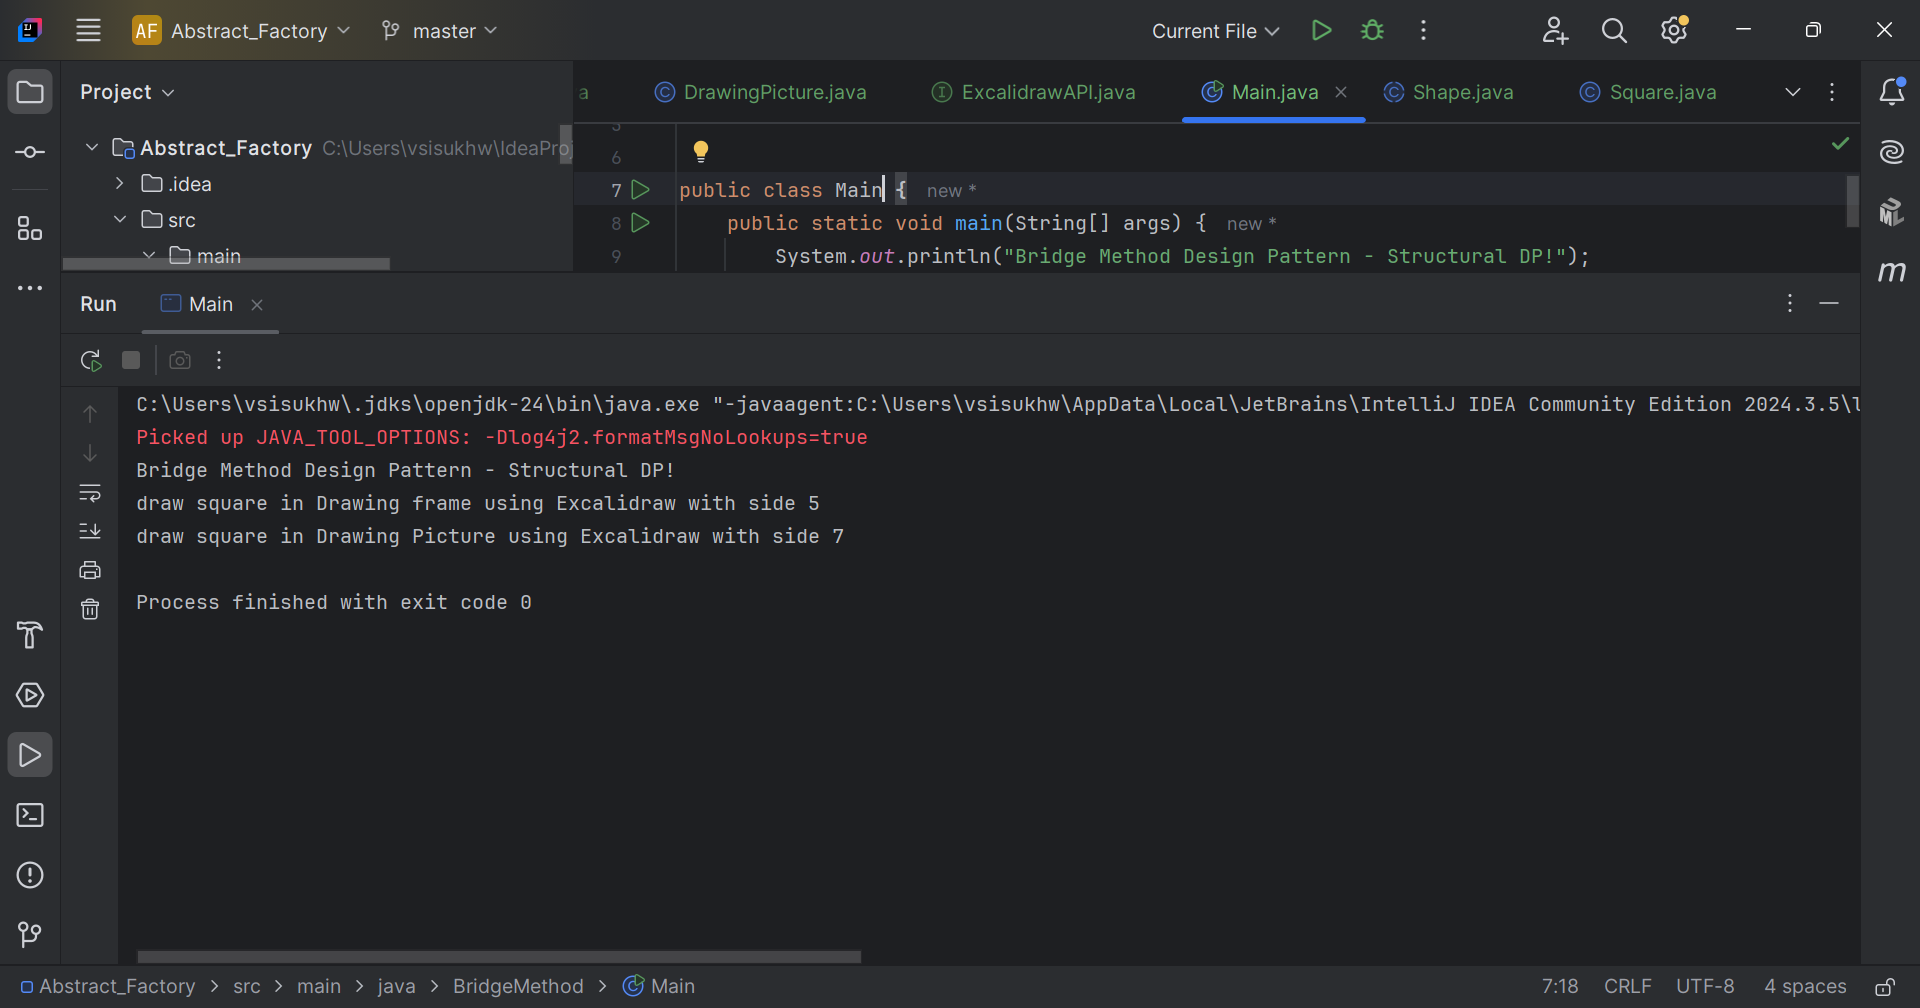 AF Abstract_Factory master Current File
Project
DrawingPicture.java ExcalidrawAPI.java Main.java Shape.java Square.java
Abstract_Factory C:\Users\vsisukhw\IdeaProj
.idea
src
main
6
7 public class Main { new *
8 public static void main(String[] args) { new *
9 System.out.println("Bridge Method Design Pattern - Structural DP!");
Run Main
C:\Users\vsisukhw\.jdks\openjdk-24\bin\java.exe "-javaagent:C:\Users\vsisukhw\AppData\Local\JetBrains\IntelliJ IDEA Community Edition 2024.3.5\l
Picked up JAVA_TOOL_OPTIONS: -Dlog4j2.formatMsgNoLookups=true
Bridge Method Design Pattern - Structural DP!
draw square in Drawing frame using Excalidraw with side 5
draw square in Drawing Picture using Excalidraw with side 7
Process finished with exit code 0
Abstract_Factory > src > main > java > BridgeMethod > Main 7:18 CRLF UTF-8 4 spaces